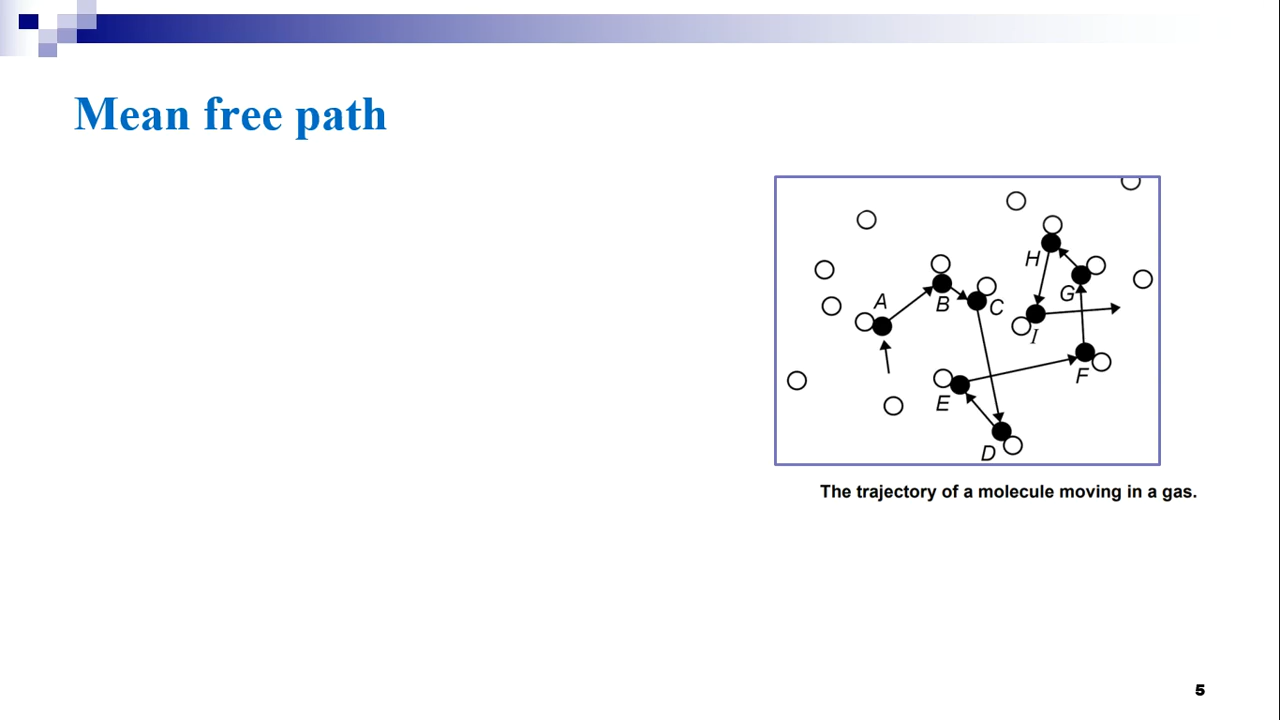 Mean free path
H
A
G
B
C
I
F
E
D
The trajectory of a molecule moving in a gas.
5